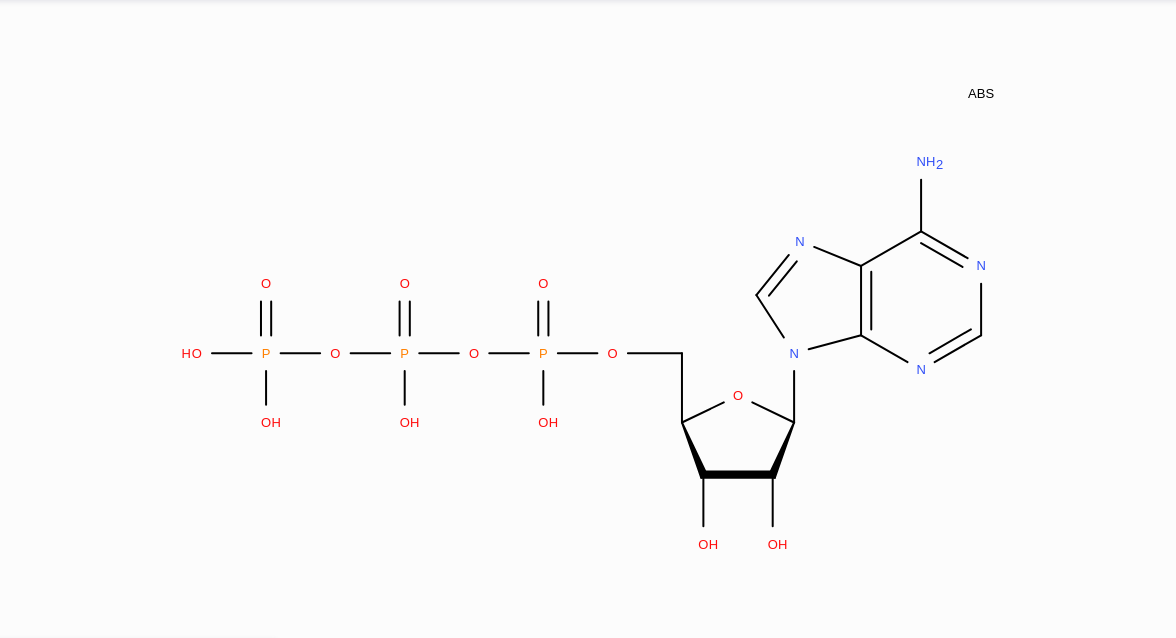 ABS
NH2
N
N
O O O
HO P O P O P O N N
O
OH OH OH
OH OH